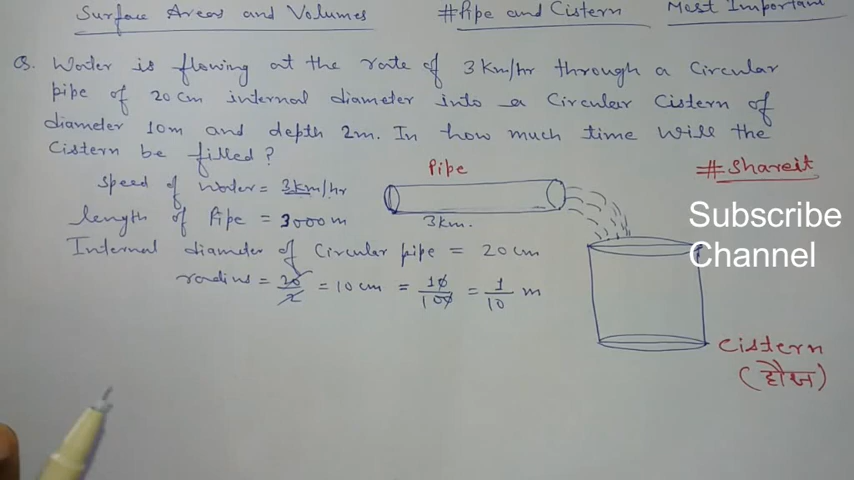 Surface Areas and Volumes #Pipe and Cistern Most Important
Q. Water is flowing at the rate of 3 km/hr through a Circular
pipe of 20 cm internal diameter into a Circular Cistern of
diameter 10m and depth 2m. In how much time will the
Cistern be filled?
Pipe
#Shareit
Speed of Water = 3km/hr
3 km.
length of Pipe = 3000 m
Subscribe
Channel
Internal diameter of Circular pipe = 20 cm
radius = 20/2 = 10 cm = 10/100 = 1/10 m
Cistern
(हौज)